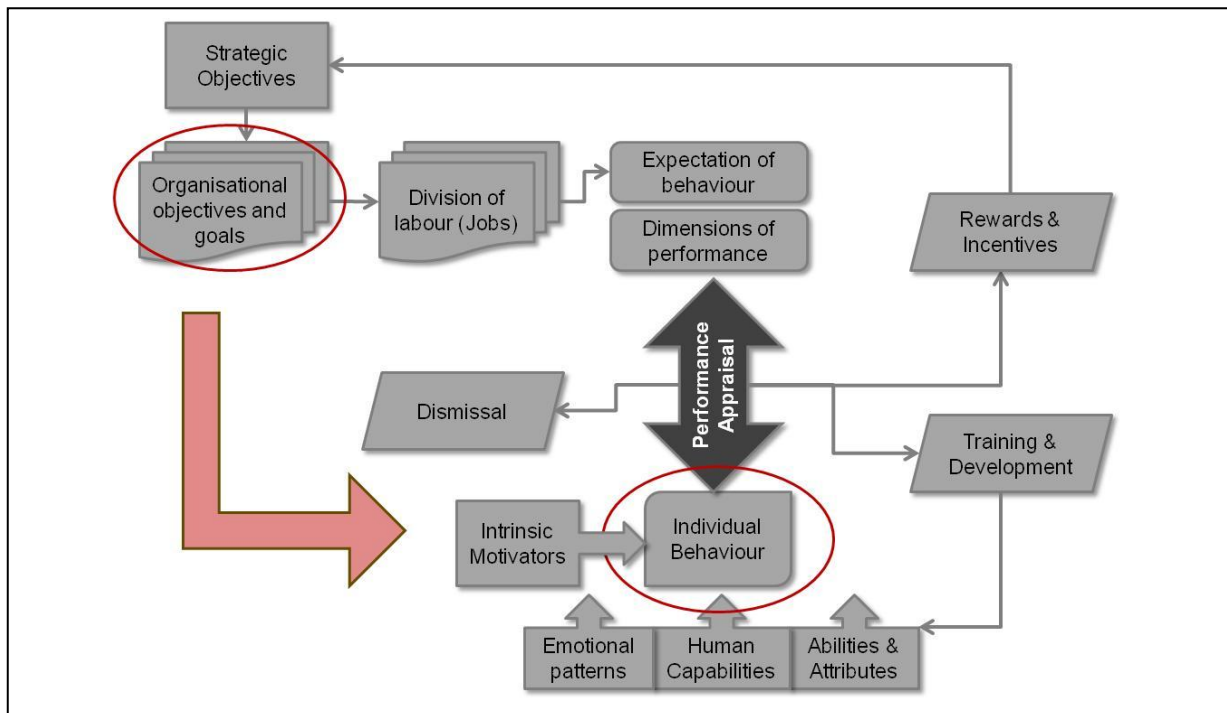 Strategic
Objectives
Organisational
objectives and
goals
Division of
labour (Jobs)
Expectation of
behaviour
Dimensions of
performance
Rewards &
Incentives
Performance
Appraisal
Dismissal
Training &
Development
Intrinsic
Motivators
Individual
Behaviour
Emotional
patterns
Human
Capabilities
Abilities &
Attributes